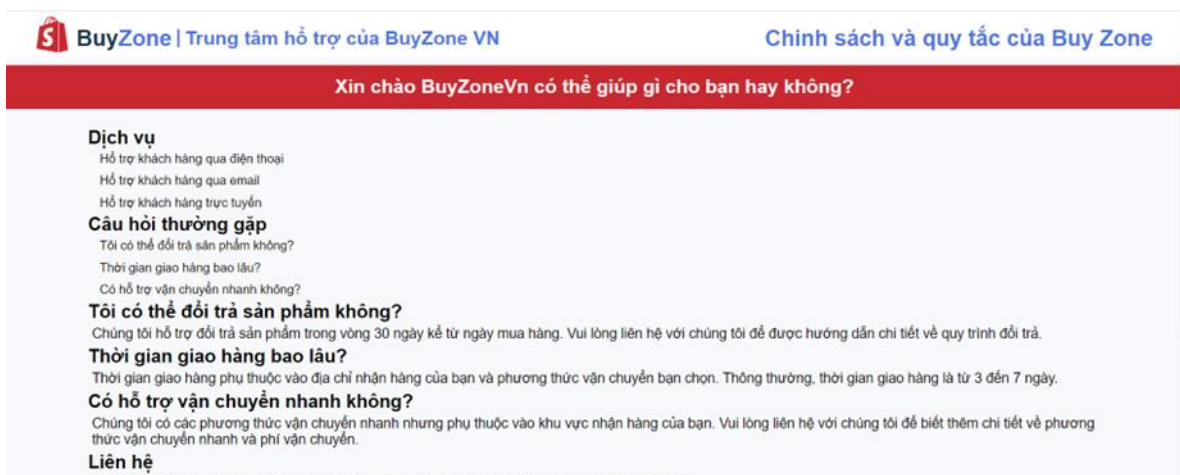 BuyZone | Trung tâm hổ trợ của BuyZone VN
Chinh sách và quy tắc của Buy Zone
Xin chào BuyZoneVn có thể giúp gì cho bạn hay không?
Dịch vụ
Hổ trợ khách hàng qua điện thoại
Hổ trợ khách hàng qua email
Hổ trợ khách hàng trực tuyến
Câu hỏi thường gặp
Tôi có thể đổi trả sản phẩm không?
Thời gian giao hàng bao lâu?
Có hỗ trợ vận chuyển nhanh không?
Tôi có thể đổi trả sản phẩm không?
Chúng tôi hỗ trợ đổi trả sản phẩm trong vòng 30 ngày kể từ ngày mua hàng. Vui lòng liên hệ với chúng tôi để được hướng dẫn chi tiết về quy trình đổi trả.
Thời gian giao hàng bao lâu?
Thời gian giao hàng phụ thuộc vào địa chỉ nhận hàng của bạn và phương thức vận chuyển bạn chọn. Thông thường, thời gian giao hàng là từ 3 đến 7 ngày.
Có hỗ trợ vận chuyển nhanh không?
Chúng tôi có các phương thức vận chuyển nhanh nhưng phụ thuộc vào khu vực nhận hàng của bạn. Vui lòng liên hệ với chúng tôi để biết thêm chi tiết về phương
thức vận chuyển nhanh và phí vận chuyển.
Liên hệ